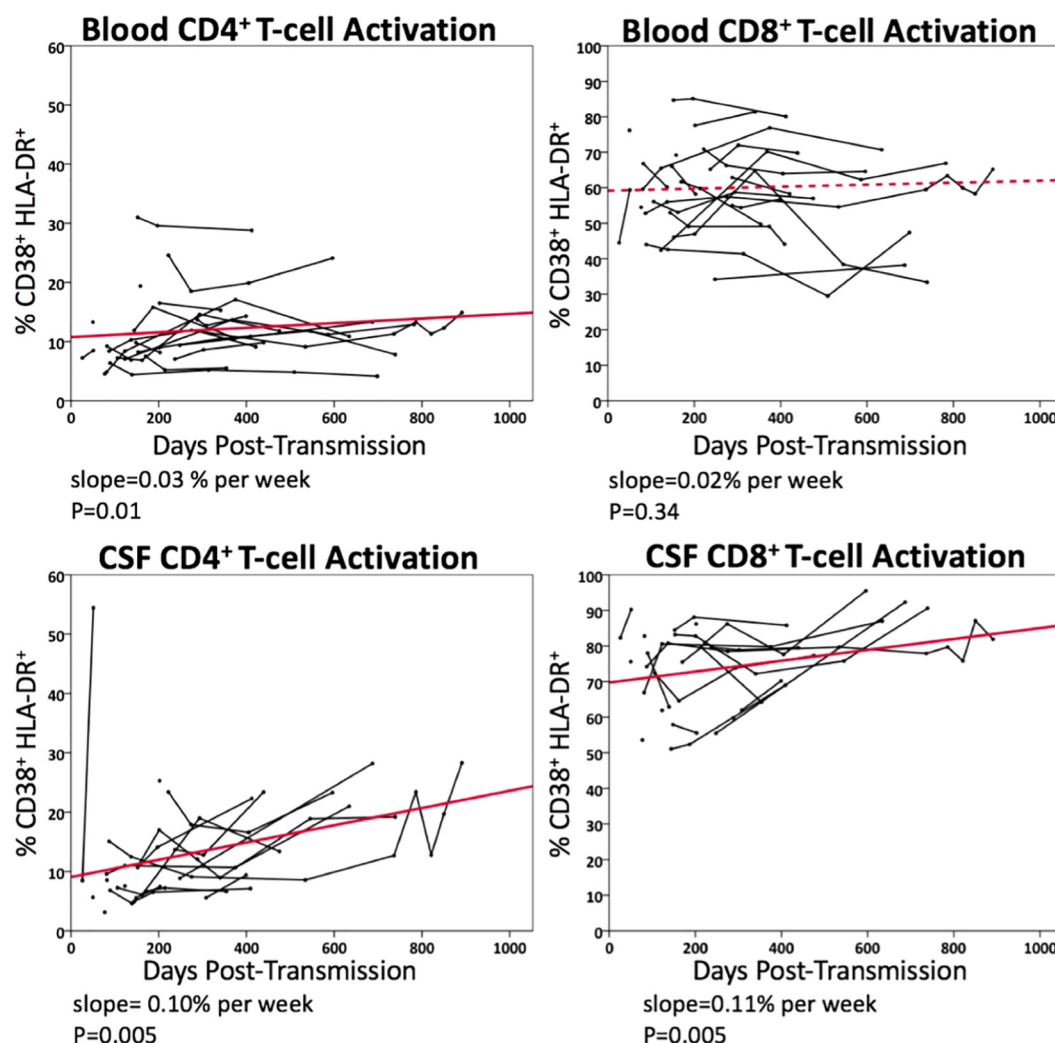 Blood CD4⁺ T-cell Activation
60
50
40
30
20
10
0
% CD38⁺ HLA-DR⁺
0 200 400 600 800 1000
Days Post-Transmission
slope=0.03 % per week
P=0.01
Blood CD8⁺ T-cell Activation
100
90
80
70
60
50
40
30
20
10
0
% CD38⁺ HLA-DR⁺
0 200 400 600 800 1000
Days Post-Transmission
slope=0.02% per week
P=0.34
CSF CD4⁺ T-cell Activation
60
50
40
30
20
10
0
% CD38⁺ HLA-DR⁺
0 200 400 600 800 1000
Days Post-Transmission
slope= 0.10% per week
P=0.005
CSF CD8⁺ T-cell Activation
100
90
80
70
60
50
40
30
20
10
0
% CD38⁺ HLA-DR⁺
0 200 400 600 800 1000
Days Post-Transmission
slope=0.11% per week
P=0.005